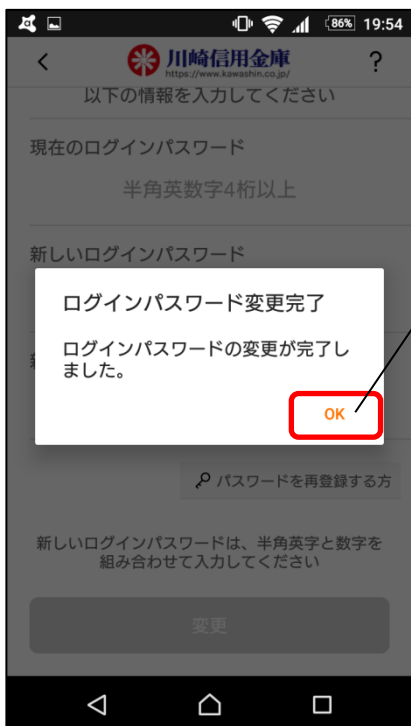 86% 19:54
川崎信用金庫
https://www.kawashin.co.jp/
?
以下の情報を入力してください
現在のログインパスワード
半角英数字4桁以上
新しいログインパスワード
ログインパスワード変更完了
ログインパスワードの変更が完了し
ました。
OK
パスワードを再登録する方
新しいログインパスワードは、半角英字と数字を
組み合わせて入力してください
変更